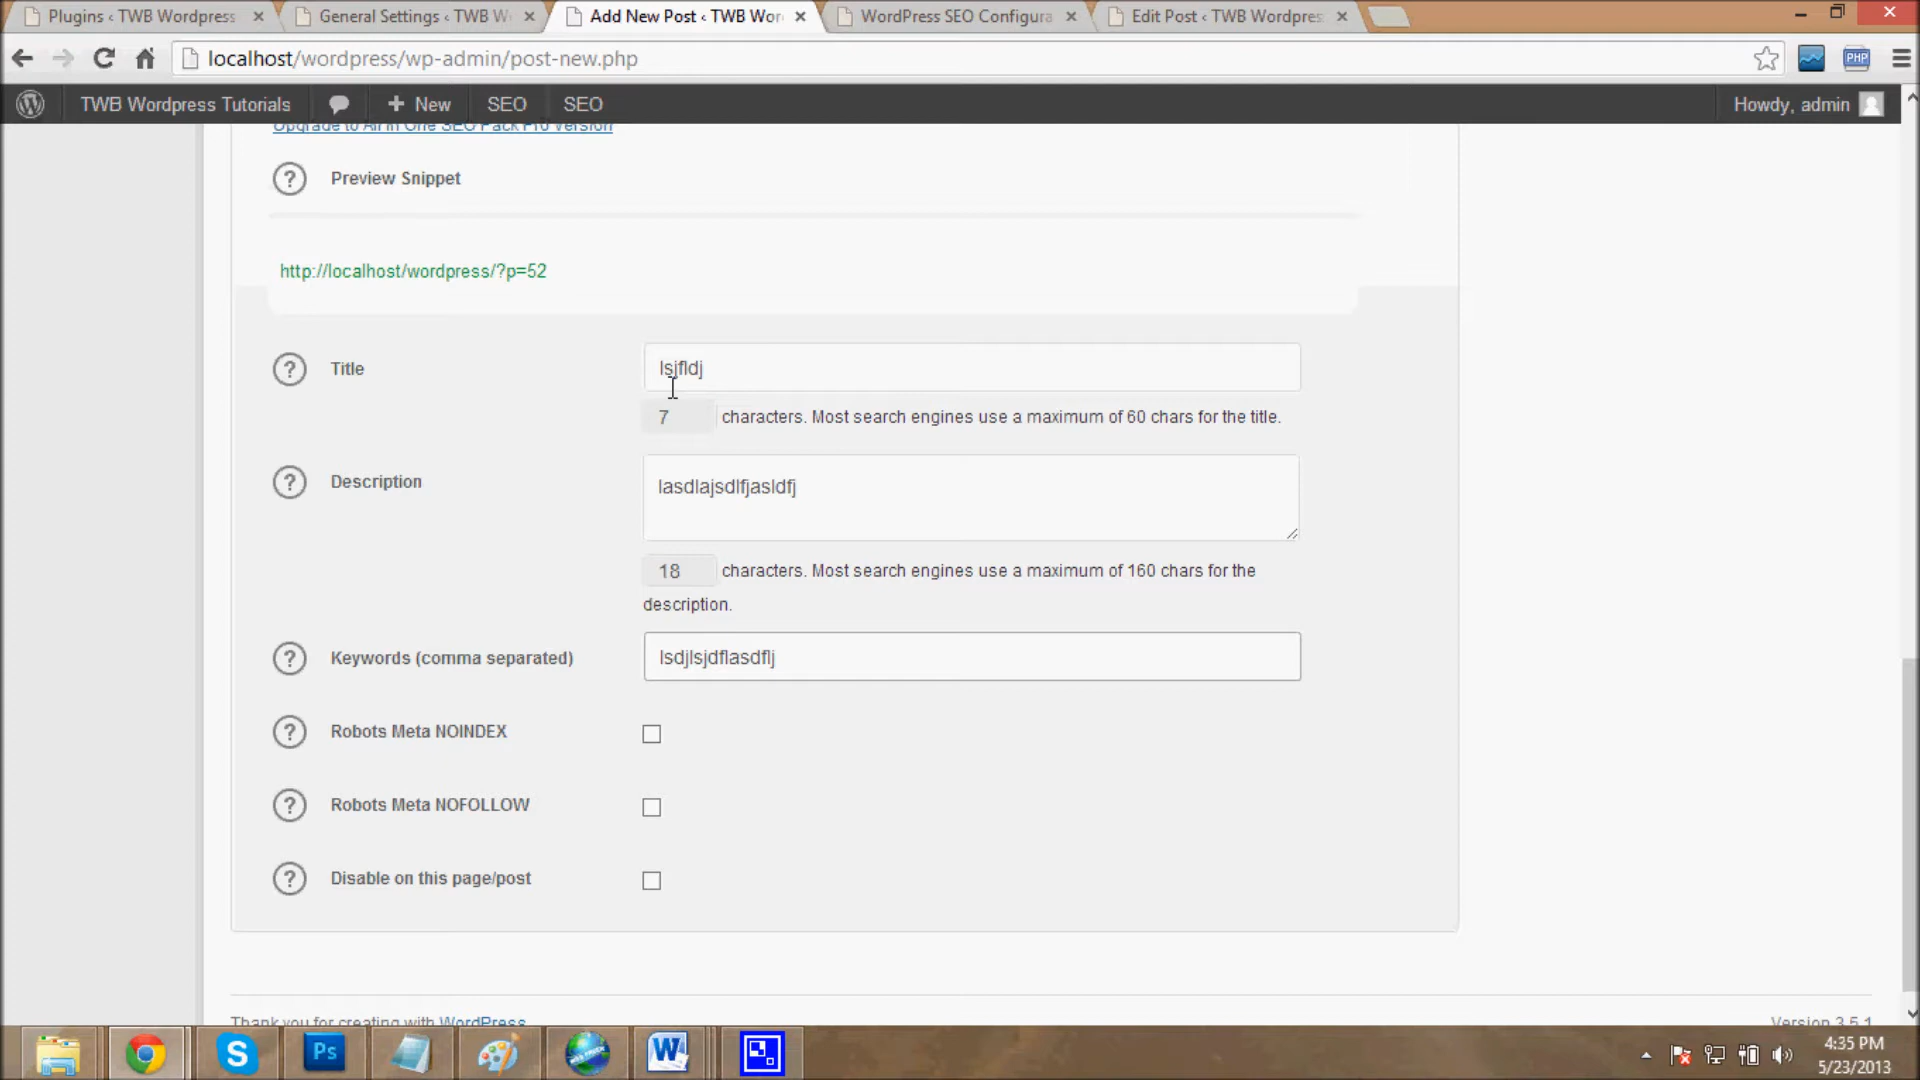 Plugins ‹ TWB Wordpress
General Settings ‹ TWB W
Add New Post ‹ TWB Wor
WordPress SEO Configura
Edit Post ‹ TWB Wordpres
localhost/wordpress/wp-admin/post-new.php
PHP
TWB Wordpress Tutorials
+ New
SEO
SEO
Howdy, admin
Upgrade to All in One SEO Pack Pro Version
? Preview Snippet
http://localhost/wordpress/?p=52
? Title
lsjfldj
7 characters. Most search engines use a maximum of 60 chars for the title.
? Description
lasdlajsdlfjasldfj
18 characters. Most search engines use a maximum of 160 chars for the
description.
? Keywords (comma separated)
lsdjlsjdflasdflj
? Robots Meta NOINDEX
? Robots Meta NOFOLLOW
? Disable on this page/post
Thank you for creating with WordPress.
Version 3.5.1
S
Ps
W
4:35 PM
5/23/2013